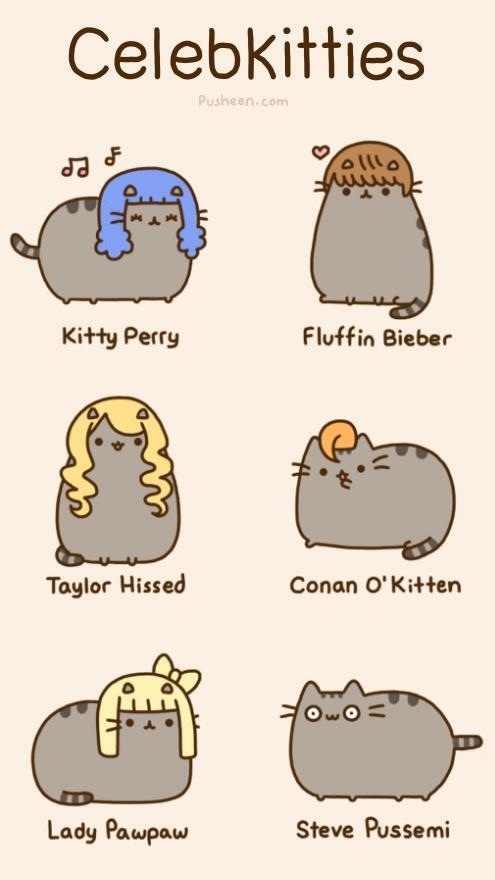 Celebkitties
Pusheen.com
Kitty Perry
Fluffin Bieber
Taylor Hissed
Conan O'Kitten
Lady Pawpaw
Steve Pussemi